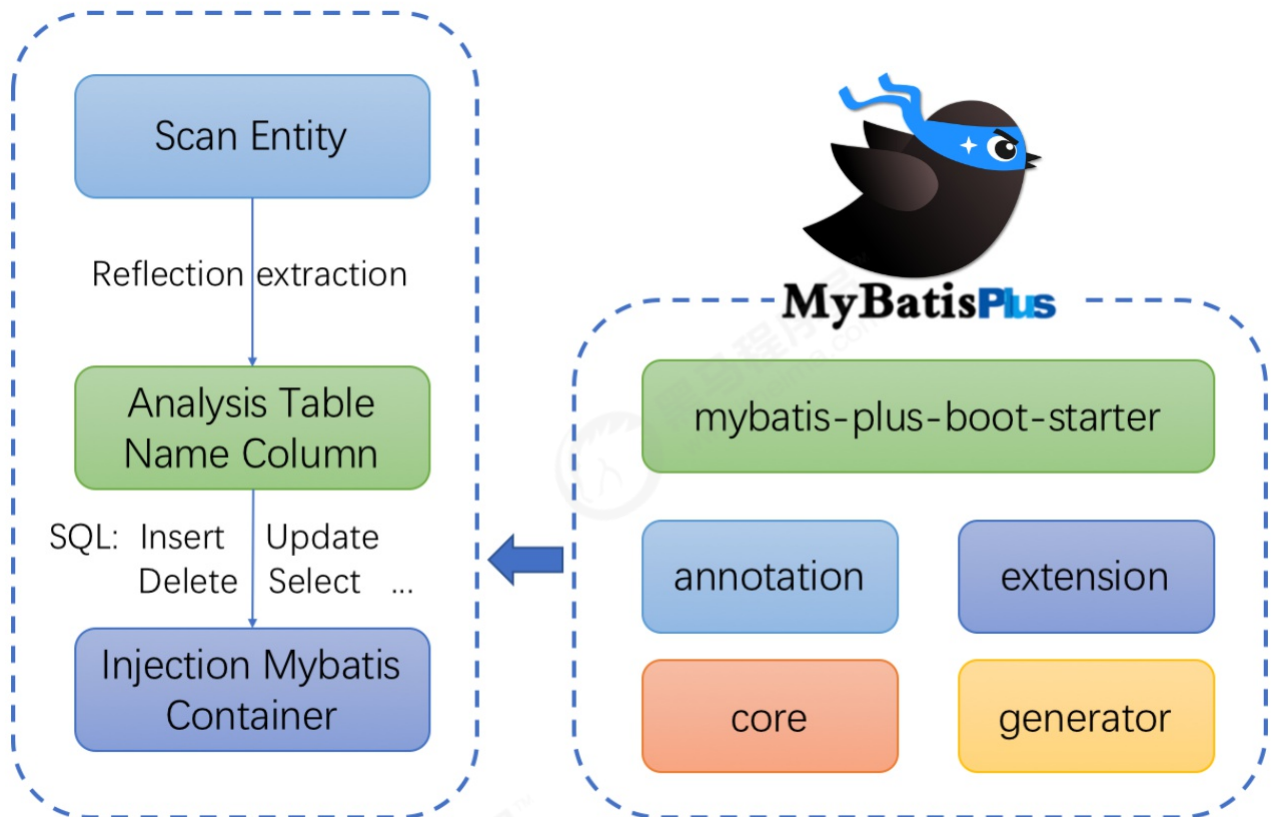 Scan Entity
Reflection extraction
Analysis Table
Name Column
SQL: Insert Update
Delete Select ...
Injection Mybatis
Container
MyBatisPlus
mybatis-plus-boot-starter
annotation
extension
core
generator